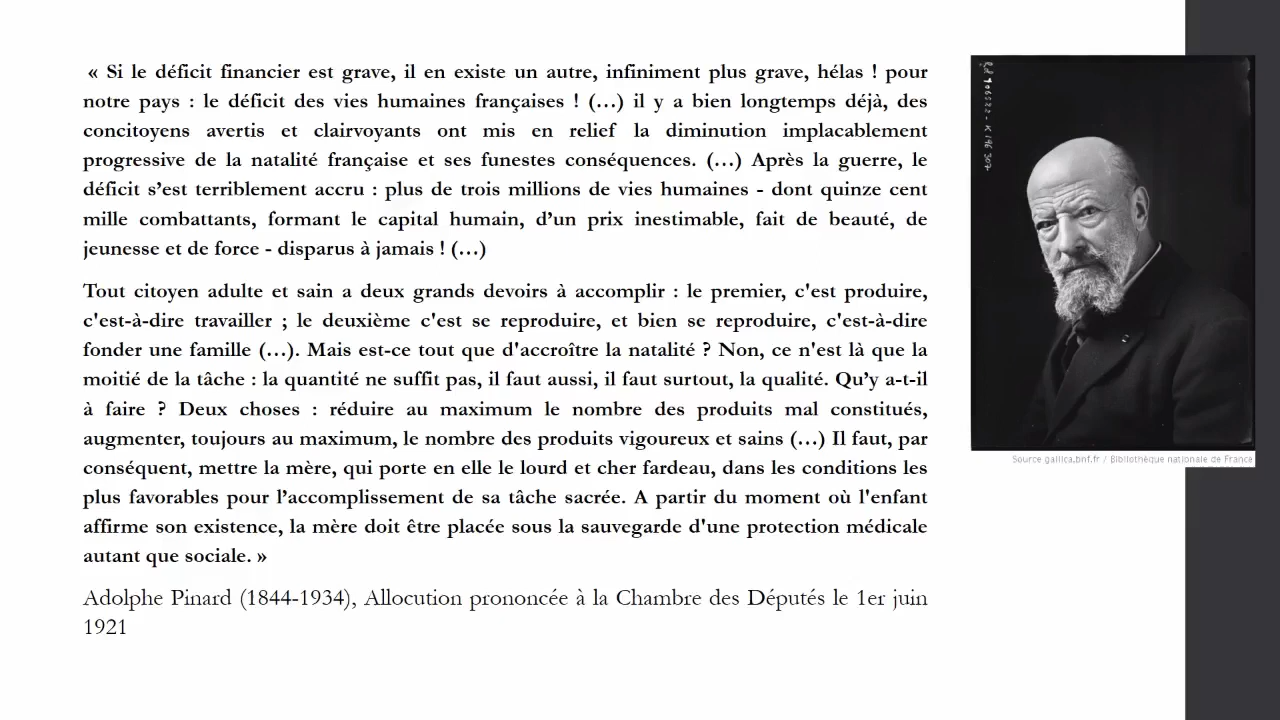 « Si le déficit financier est grave, il en existe un autre, infiniment plus grave, hélas ! pour
notre pays : le déficit des vies humaines françaises ! (…) il y a bien longtemps déjà, des
concitoyens avertis et clairvoyants ont mis en relief la diminution implacablement
progressive de la natalité française et ses funestes conséquences. (…) Après la guerre, le
déficit s’est terriblement accru : plus de trois millions de vies humaines - dont quinze cent
mille combattants, formant le capital humain, d’un prix inestimable, fait de beauté, de
jeunesse et de force - disparus à jamais ! (…)
Tout citoyen adulte et sain a deux grands devoirs à accomplir : le premier, c'est produire,
c'est-à-dire travailler ; le deuxième c'est se reproduire, et bien se reproduire, c'est-à-dire
fonder une famille (…). Mais est-ce tout que d'accroître la natalité ? Non, ce n'est là que la
moitié de la tâche : la quantité ne suffit pas, il faut aussi, il faut surtout, la qualité. Qu’y a-t-il
à faire ? Deux choses : réduire au maximum le nombre des produits mal constitués,
augmenter, toujours au maximum, le nombre des produits vigoureux et sains (…) Il faut, par
conséquent, mettre la mère, qui porte en elle le lourd et cher fardeau, dans les conditions les
plus favorables pour l’accomplissement de sa tâche sacrée. A partir du moment où l'enfant
affirme son existence, la mère doit être placée sous la sauvegarde d'une protection médicale
autant que sociale. »
Adolphe Pinard (1844-1934), Allocution prononcée à la Chambre des Députés le 1er juin
1921
Source gallica.bnf.fr / Bibliothèque nationale de France